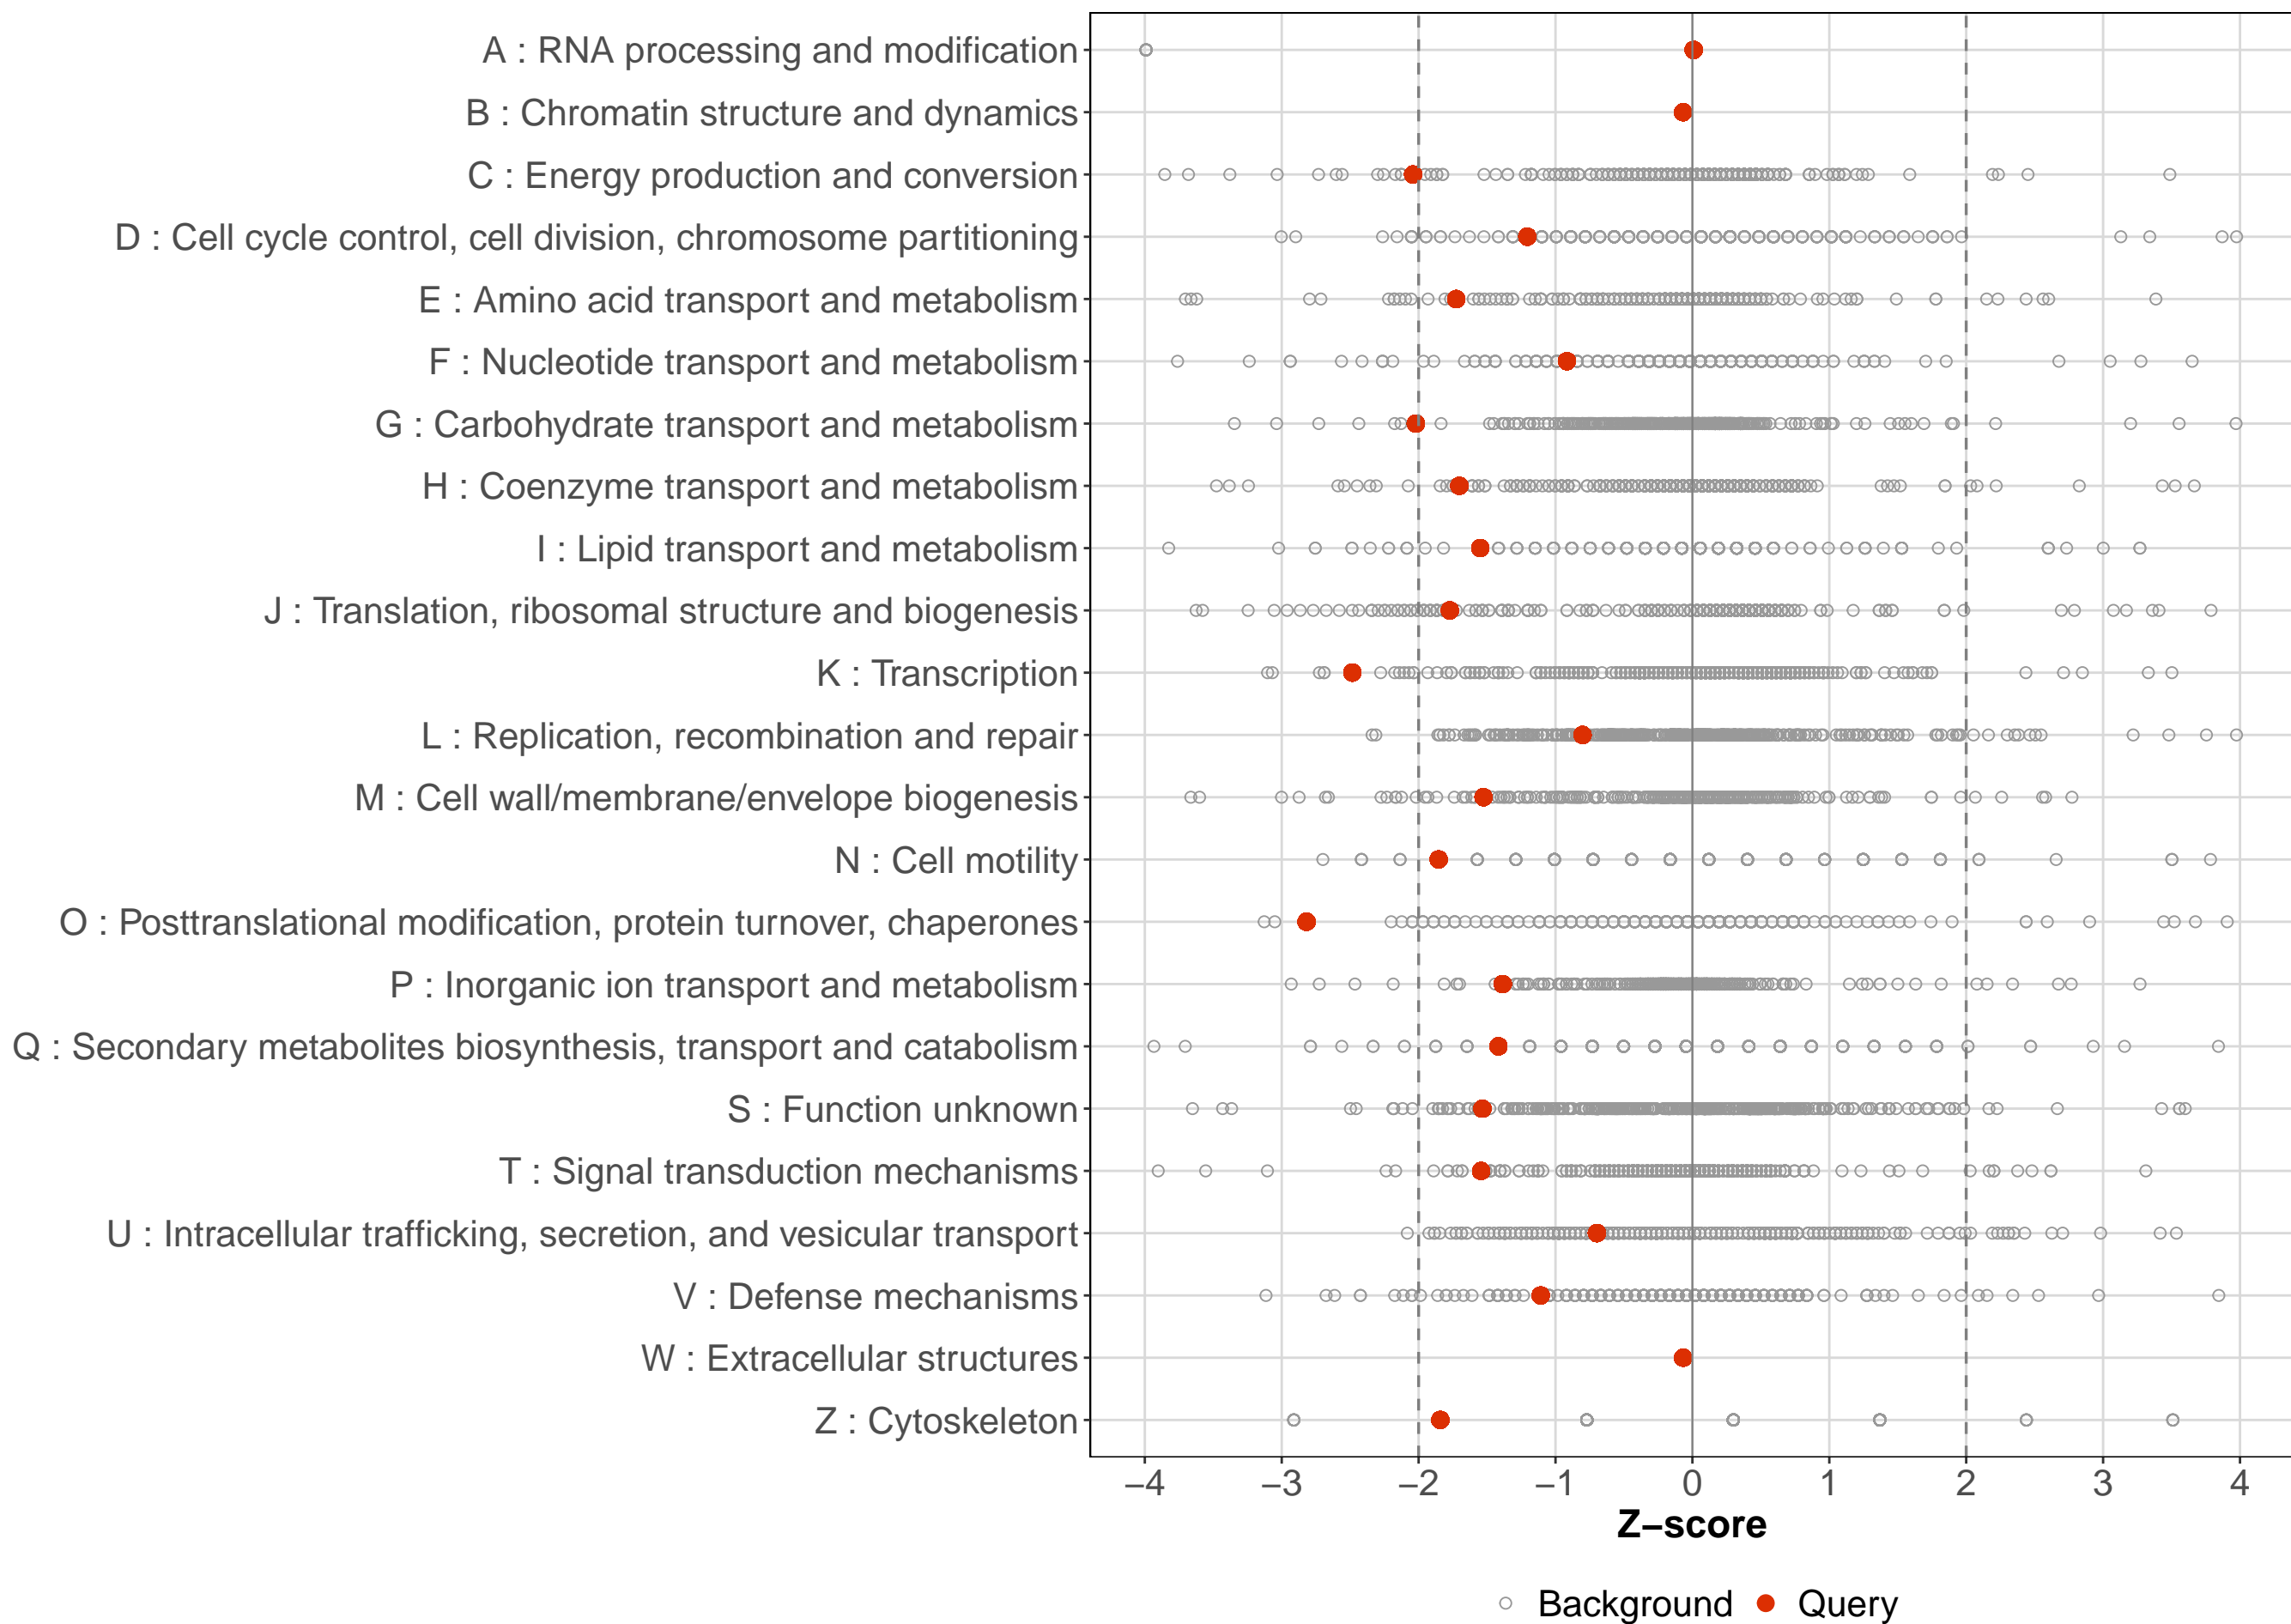 A : RNA processing and modification
B : Chromatin structure and dynamics
C : Energy production and conversion
D : Cell cycle control, cell division, chromosome partitioning
E : Amino acid transport and metabolism
F : Nucleotide transport and metabolism
G : Carbohydrate transport and metabolism
H : Coenzyme transport and metabolism
I : Lipid transport and metabolism
J : Translation, ribosomal structure and biogenesis
K : Transcription
L : Replication, recombination and repair
M : Cell wall/membrane/envelope biogenesis
N : Cell motility
O : Posttranslational modification, protein turnover, chaperones
P : Inorganic ion transport and metabolism
Q : Secondary metabolites biosynthesis, transport and catabolism
S : Function unknown
T : Signal transduction mechanisms
U : Intracellular trafficking, secretion, and vesicular transport
V : Defense mechanisms
W : Extracellular structures
Z : Cytoskeleton
−4 −3 −2 −1 0 1 2 3 4
Z−score
Background Query